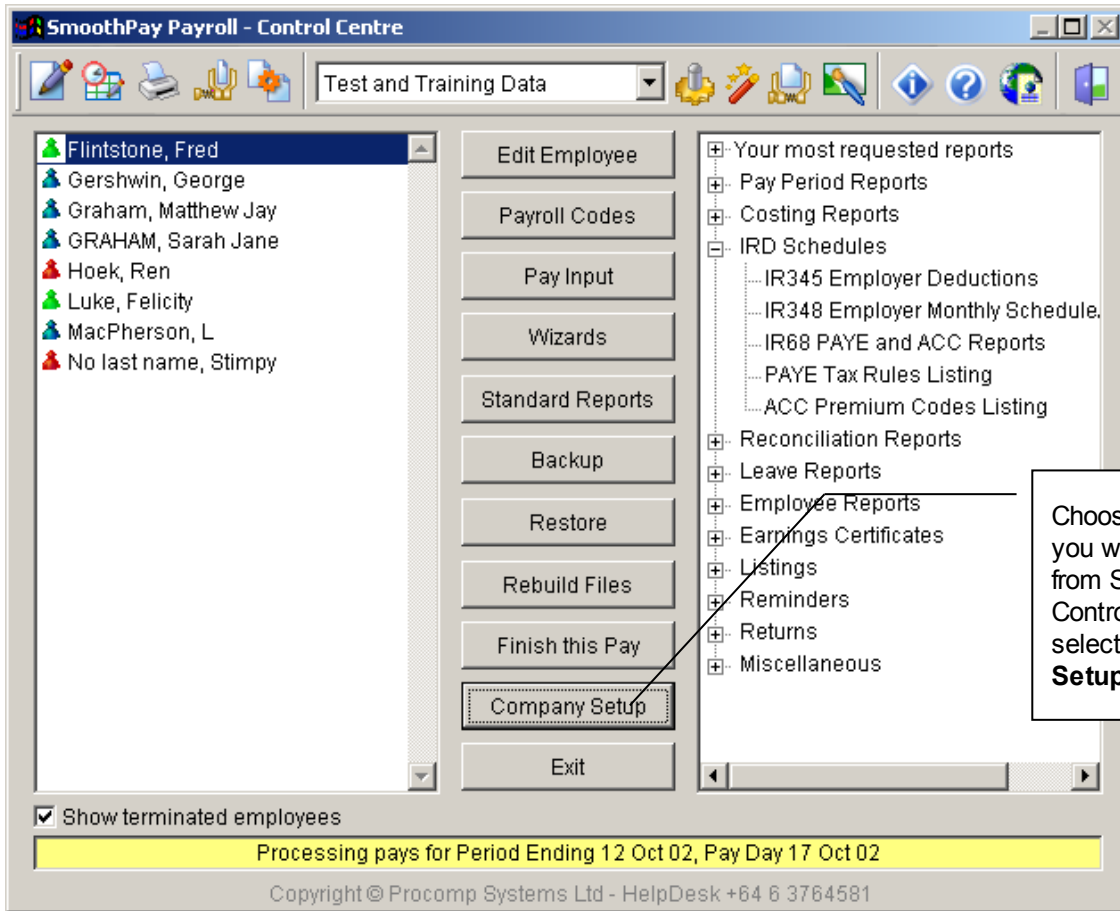 SmoothPay Payroll - Control Centre
Test and Training Data
Flintstone, Fred
Gershwin, George
Graham, Matthew Jay
GRAHAM, Sarah Jane
Hoek, Ren
Luke, Felicity
MacPherson, L
No last name, Stimpy
Edit Employee
Payroll Codes
Pay Input
Wizards
Standard Reports
Backup
Restore
Rebuild Files
Finish this Pay
Company Setup
Exit
Your most requested reports
Pay Period Reports
Costing Reports
IRD Schedules
IR345 Employer Deductions
IR348 Employer Monthly Schedule
IR68 PAYE and ACC Reports
PAYE Tax Rules Listing
ACC Premium Codes Listing
Reconciliation Reports
Leave Reports
Employee Reports
Earnings Certificates
Listings
Reminders
Returns
Miscellaneous
Choos
you w
from S
Contro
select
Setup
Show terminated employees
Processing pays for Period Ending 12 Oct 02, Pay Day 17 Oct 02
Copyright © Procomp Systems Ltd - HelpDesk +64 6 3764581